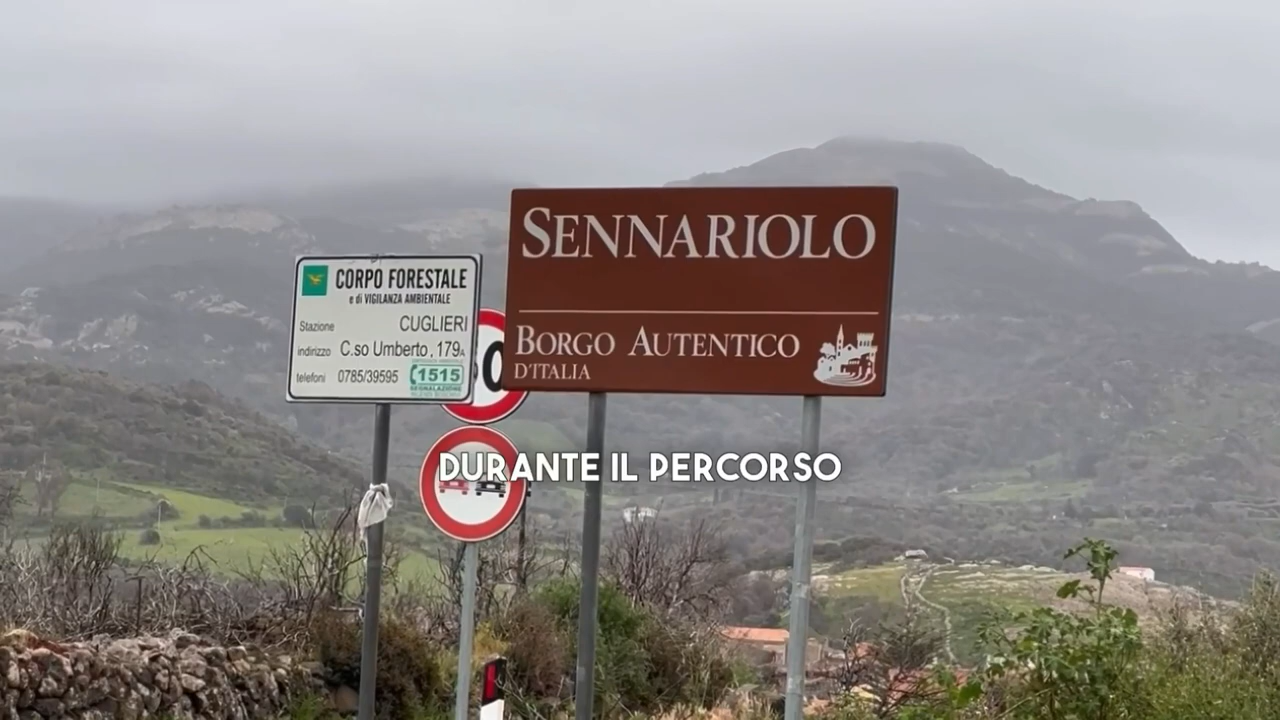 CORPO FORESTALE
e di VIGILANZA AMBIENTALE
Stazione CUGLIERI
indirizzo C.so Umberto, 179A
telefoni 0785/39595 1515
SENNARIOLO
BORGO AUTENTICO
D'ITALIA
DURANTE IL PERCORSO